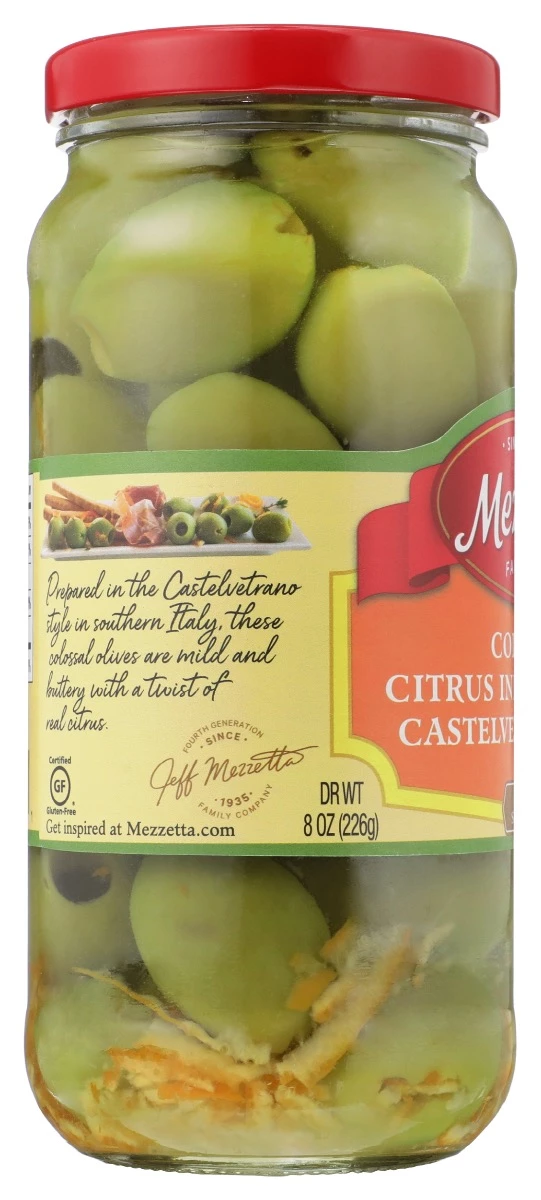 Prepared in the Castelvetrano
style in southern Italy, these
colossal olives are mild and
buttery with a twist of
real citrus.
Certified
GF
Gluten-Free
FOURTH GENERATION
• SINCE •
Jeff Mezzetta
• 1935 •
FAMILY COMPANY
Get inspired at Mezzetta.com
DR WT
8 OZ (226g)
CITRUS IN